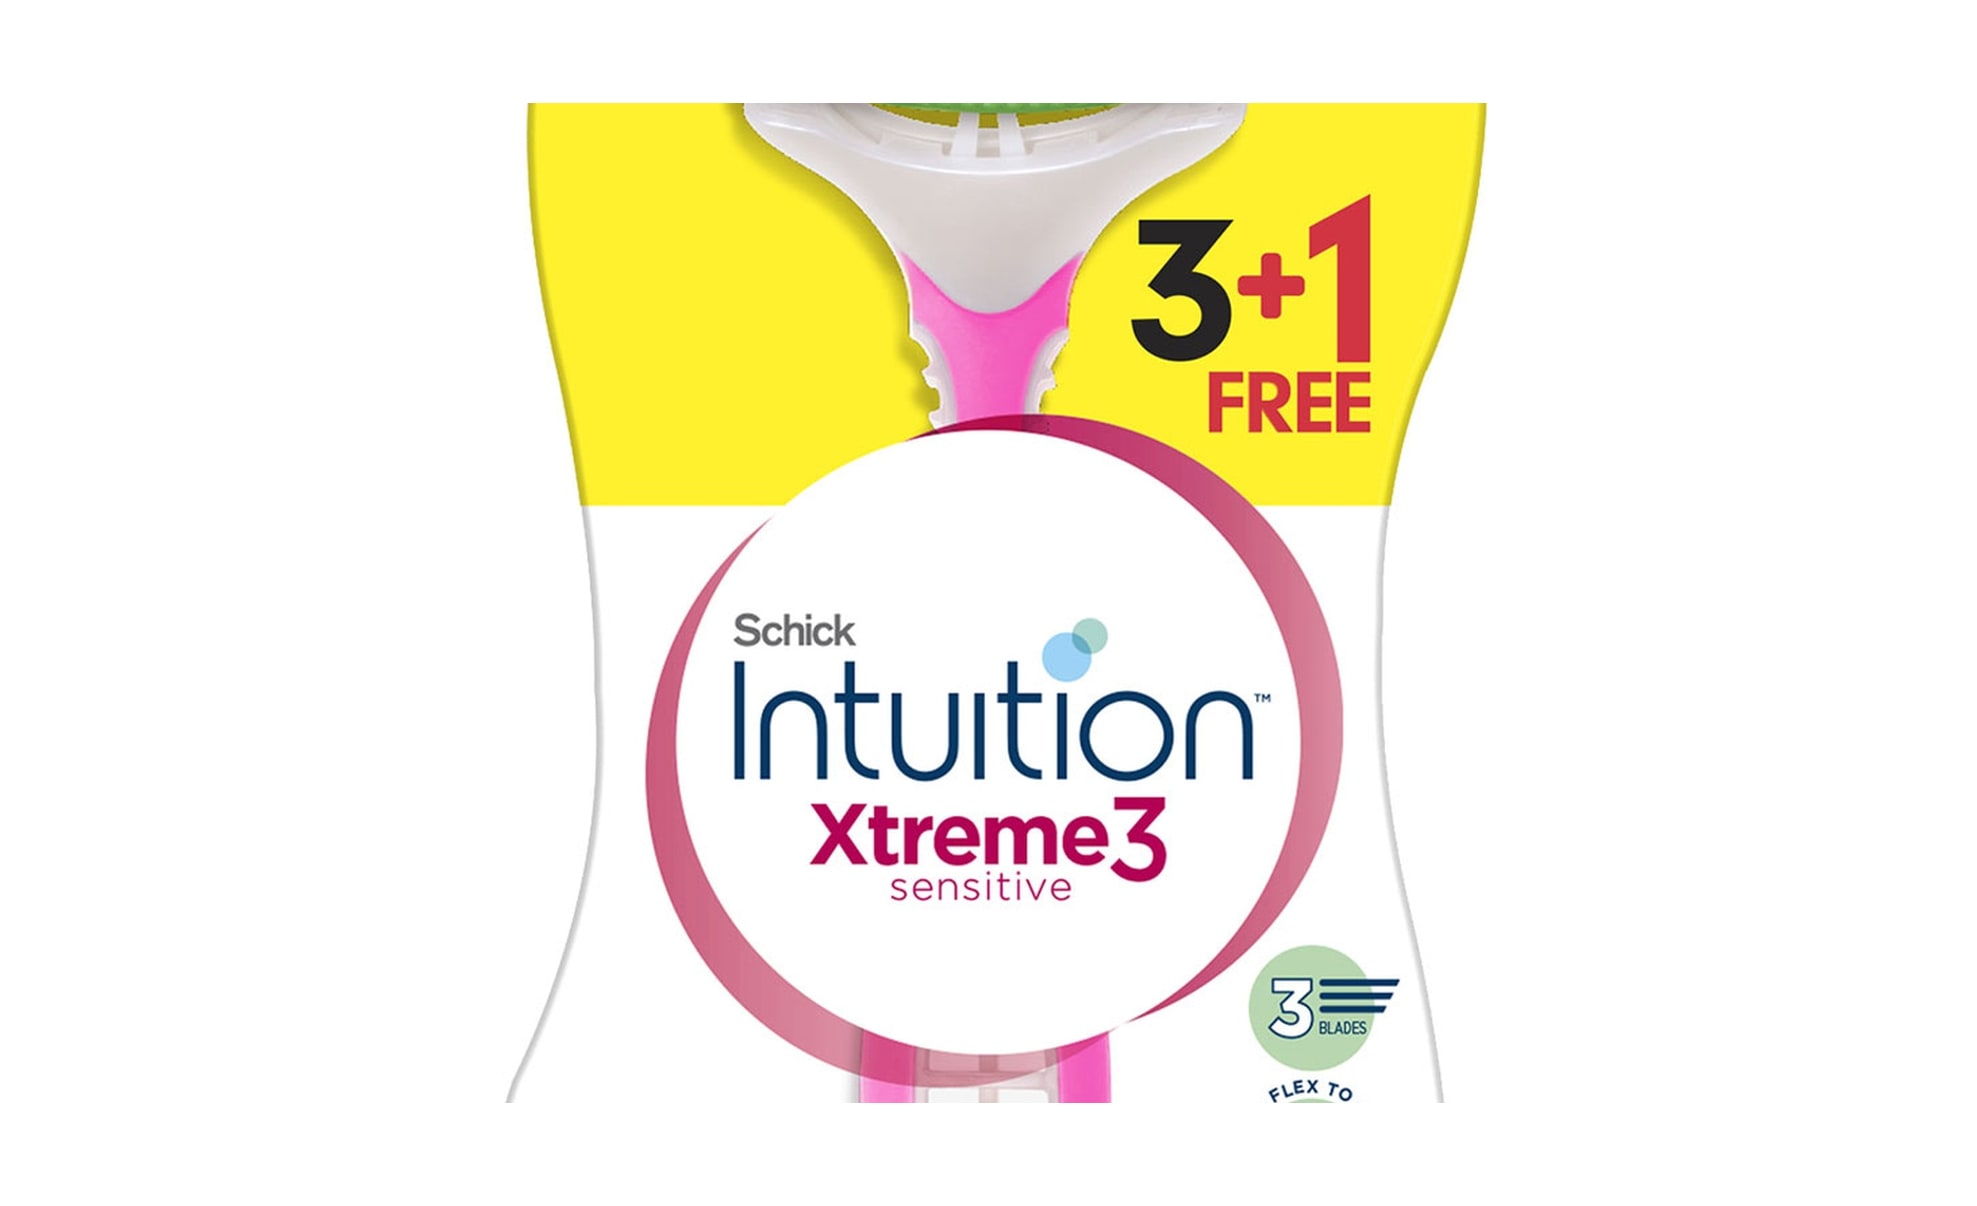 3+1
FREE
Schick
Intuition™
Xtreme3
sensitive
3
BLADES
FLEX TO